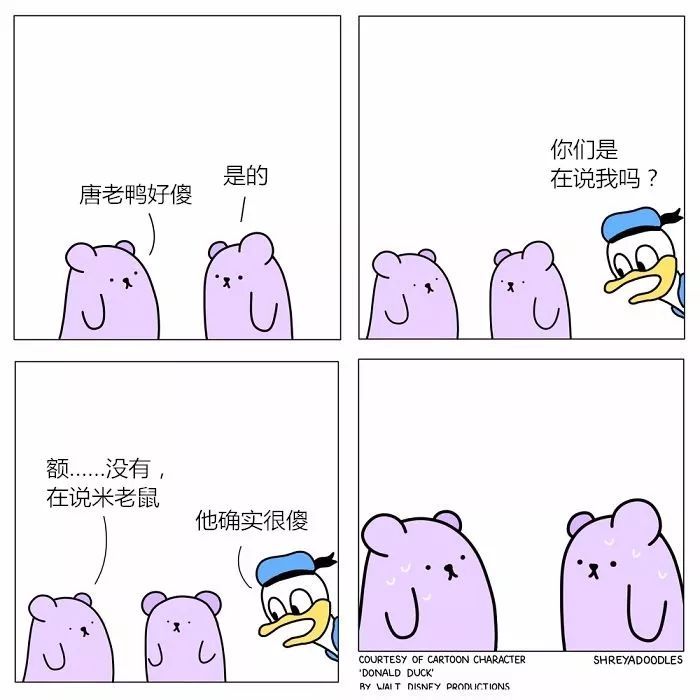 唐老鸭好傻
是的
你们是
在说我吗？
额......没有，
在说米老鼠
他确实很傻
COURTESY OF CARTOON CHARACTER
'DONALD DUCK'
BY WALT DISNEY PRODUCTIONS
SHREYADOODLES